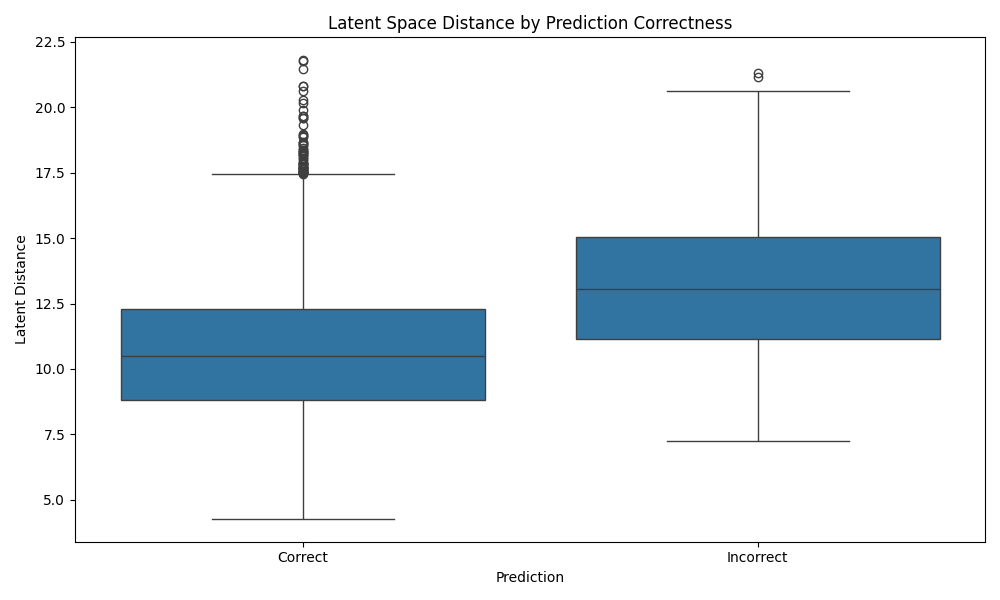 Latent Space Distance by Prediction Correctness
22.5
20.0
17.5
15.0
12.5
10.0
7.5
5.0
Latent Distance
Correct
Incorrect
Prediction